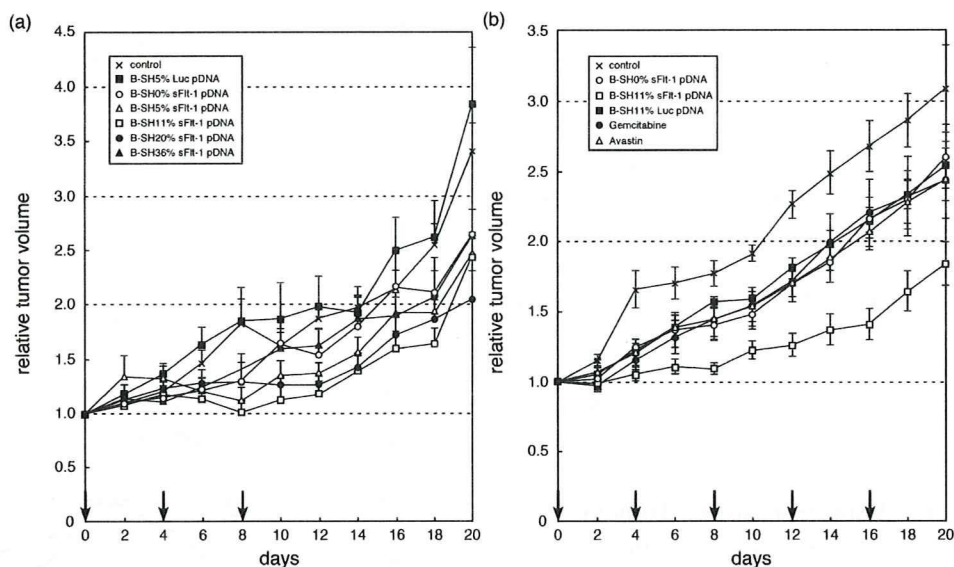 (a)
4.5
4.0
3.5
3.0
2.5
2.0
1.5
1.0
0.5
0
relative tumor volume
control
B-SH5% Luc pDNA
B-SH0% sFlt-1 pDNA
B-SH5% sFlt-1 pDNA
B-SH11% sFlt-1 pDNA
B-SH20% sFlt-1 pDNA
B-SH36% sFlt-1 pDNA
0 2 4 6 8 10 12 14 16 18 20
days
(b)
3.5
3.0
2.5
2.0
1.5
1.0
0.5
0
relative tumor volume
control
B-SH0% sFlt-1 pDNA
B-SH11% sFlt-1 pDNA
B-SH11% Luc pDNA
Gemcitabine
Avastin
0 2 4 6 8 10 12 14 16 18 20
days